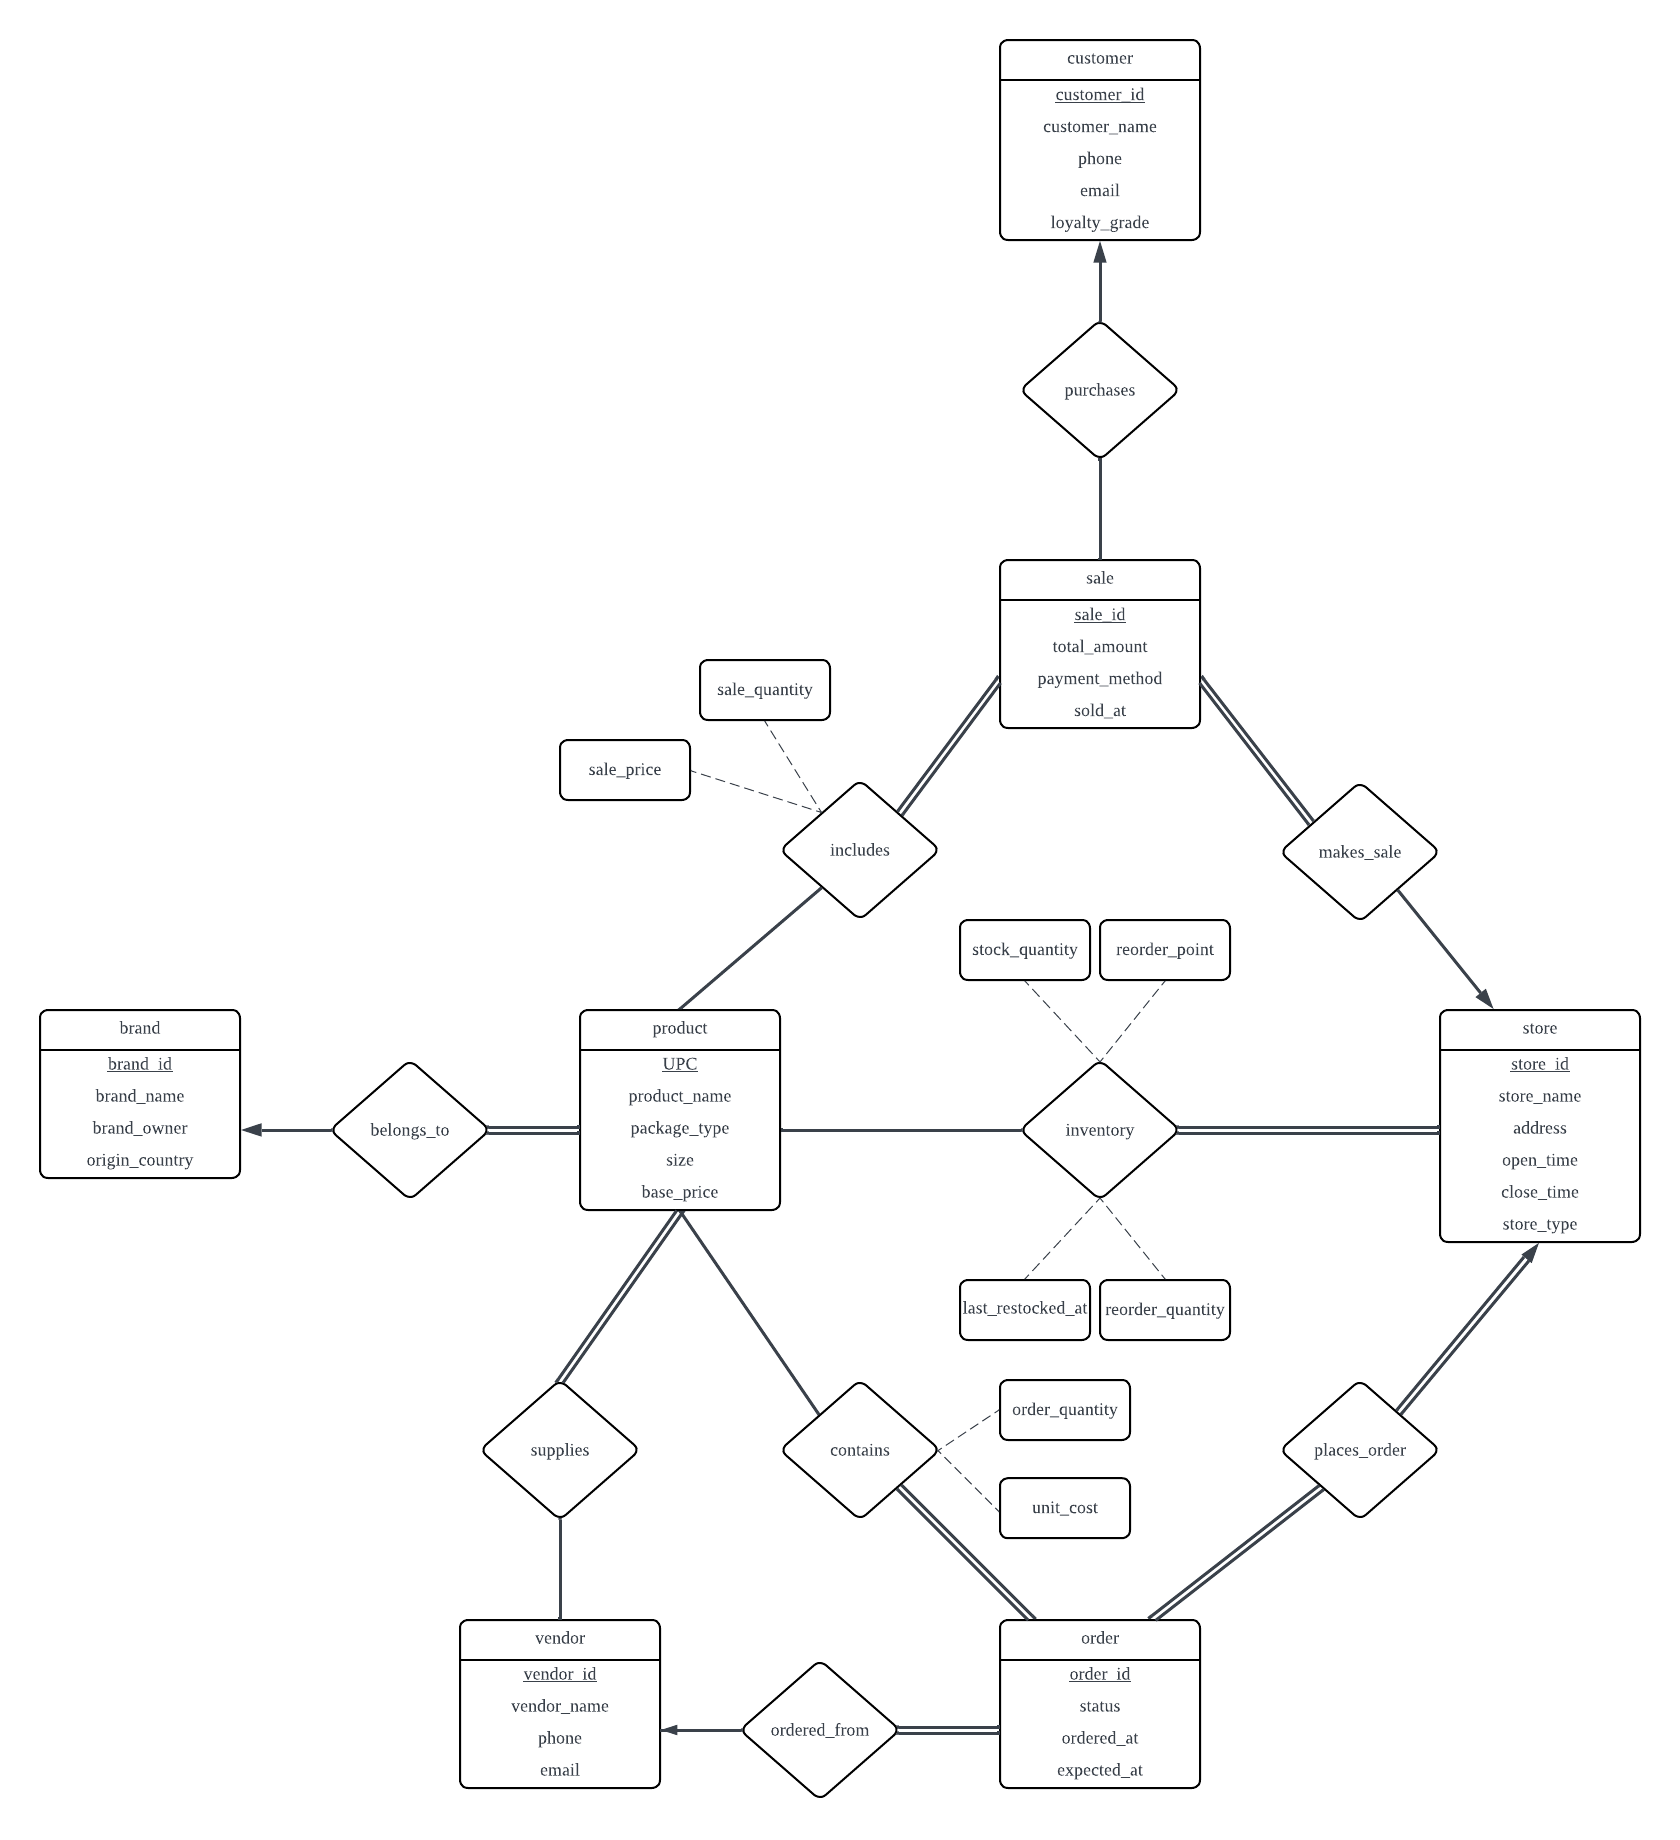 customer
customer_id
customer_name
phone
email
loyalty_grade
purchases
sale
sale_id
total_amount
payment_method
sold_at
sale_quantity
sale_price
includes
makes_sale
stock_quantity
reorder_point
brand
brand_id
brand_name
brand_owner
origin_country
belongs_to
product
UPC
product_name
package_type
size
base_price
inventory
store
store_id
store_name
address
open_time
close_time
store_type
last_restocked_at
reorder_quantity
supplies
contains
order_quantity
unit_cost
places_order
vendor
vendor_id
vendor_name
phone
email
ordered_from
order
order_id
status
ordered_at
expected_at